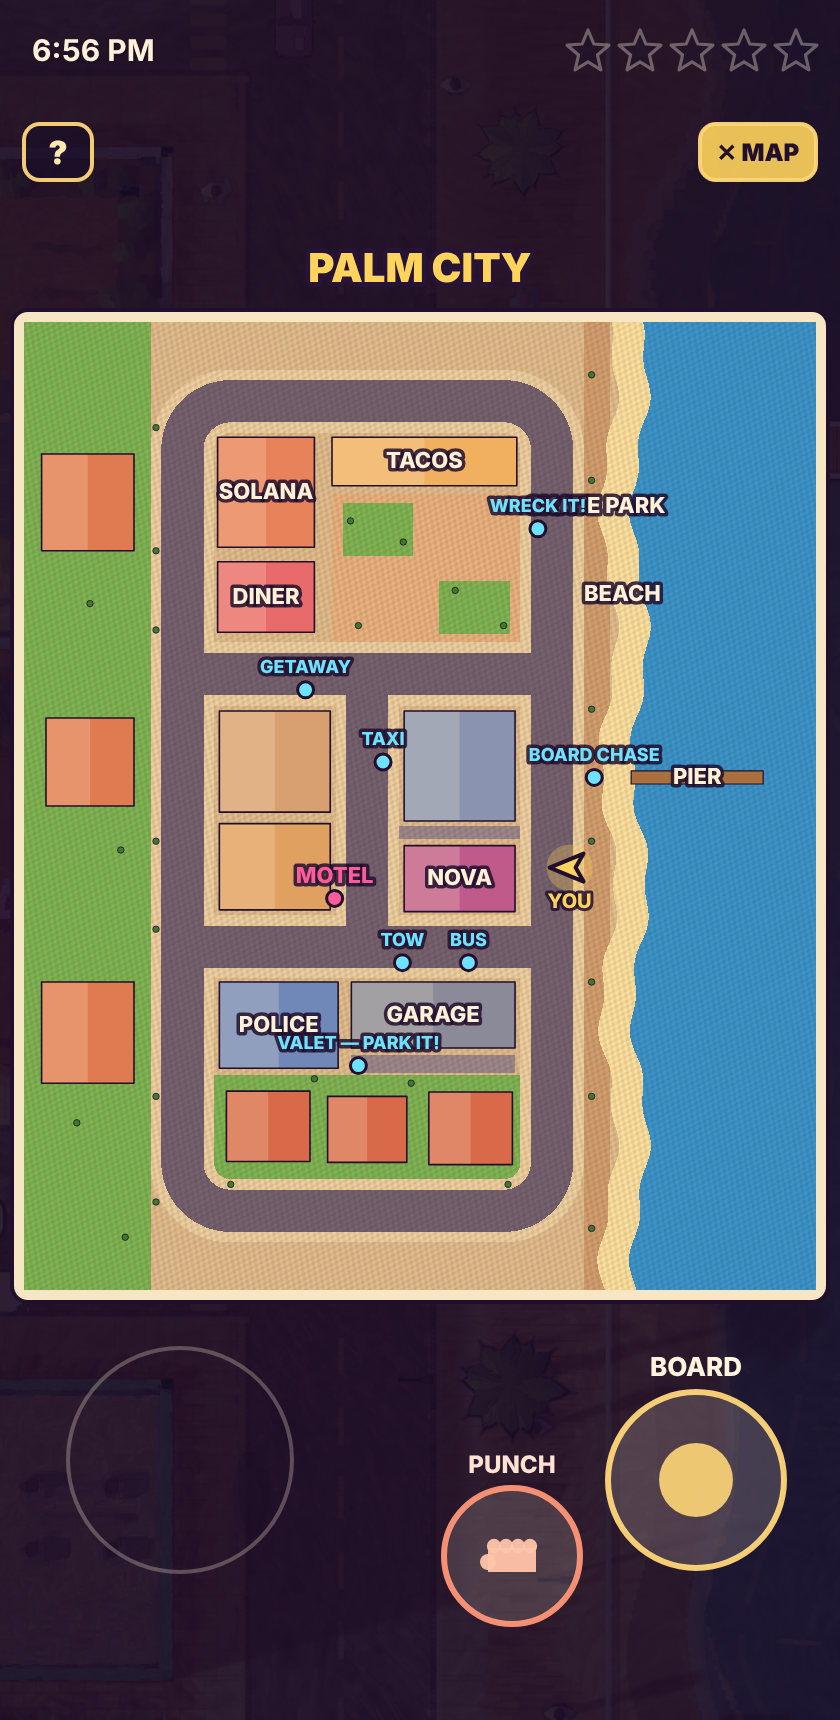 6:56 PM
?
× MAP
PALM CITY
TACOS
SOLANA
WRECK IT!
E PARK
BEACH
DINER
GETAWAY
TAXI
BOARD CHASE
PIER
MOTEL
NOVA
YOU
TOW
BUS
GARAGE
POLICE
VALET — PARK IT!
BOARD
PUNCH